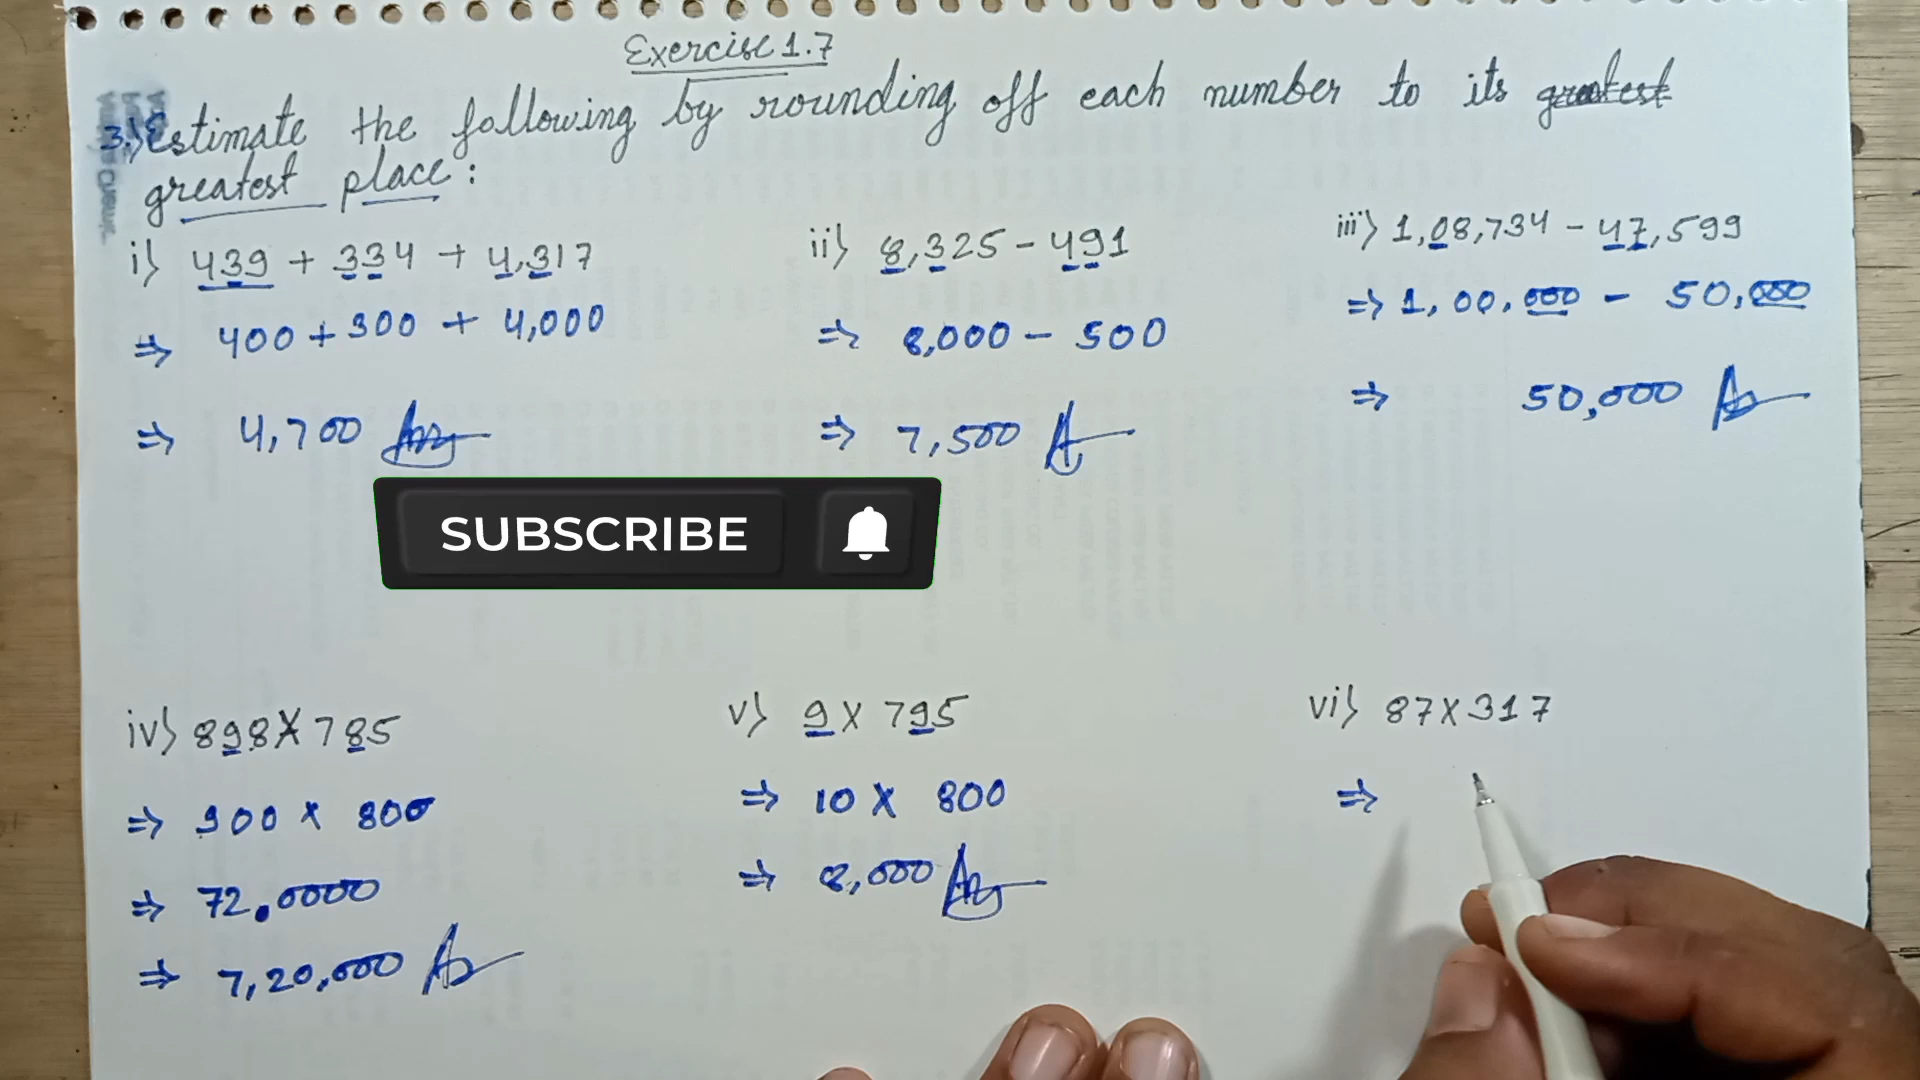 Exercise 1.7
3.) Estimate the following by rounding off each number to its greatest
greatest place:
i) 439 + 334 + 4,317
⇒ 400 + 300 + 4,000
⇒ 4,700 Ans
ii) 8,325 - 491
⇒ 8,000 - 500
⇒ 7,500 A
iii) 1,08,734 - 47,599
⇒ 1,00,000 - 50,000
⇒ 50,000 A
SUBSCRIBE
iv) 898 X 785
⇒ 900 x 800
⇒ 72,0000
⇒ 7,20,000 A
v) 9 X 795
⇒ 10 X 800
⇒ 8,000 Ans
vi) 87 X 317
⇒